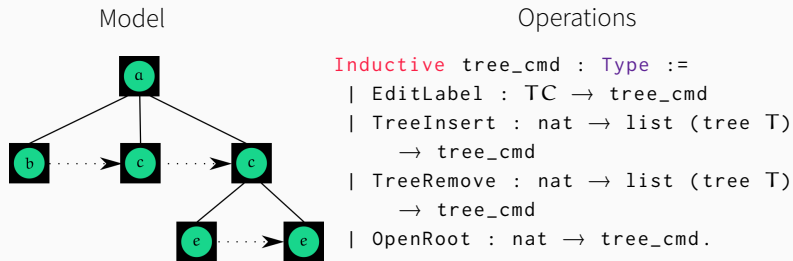 Model
Operations
a
b
c
c
e
e
Inductive tree_cmd : Type :=
| EditLabel : TC → tree_cmd
| TreeInsert : nat → list (tree T)
→ tree_cmd
| TreeRemove : nat → list (tree T)
→ tree_cmd
| OpenRoot : nat → tree_cmd.